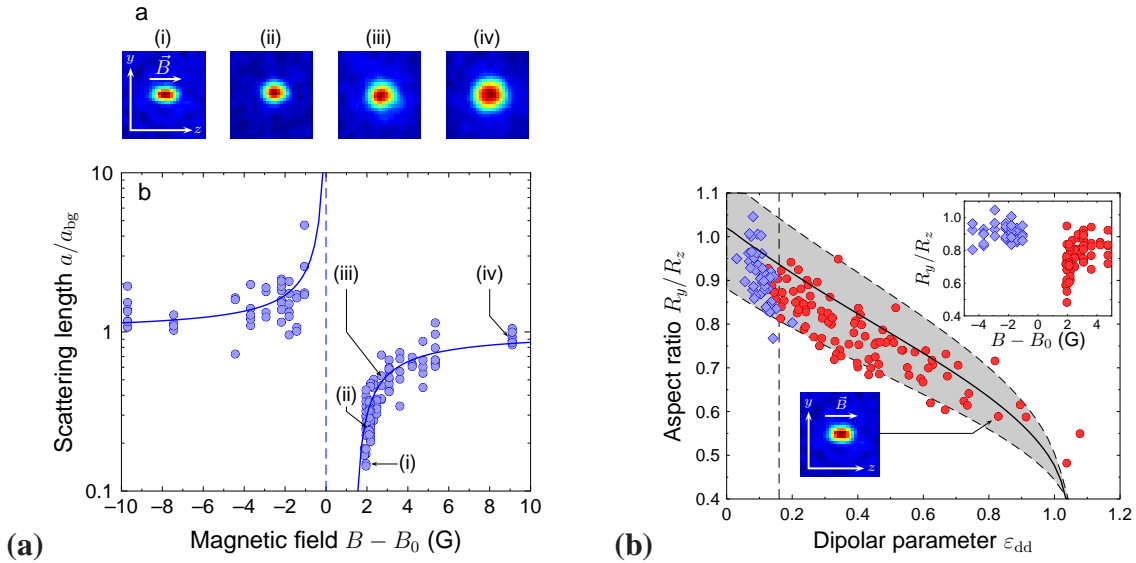 a
(i) (ii) (iii) (iv)
y B⃗ z
10 b
1
0.1
Scattering length a/a_bg
(iii) (iv)
(ii)
(i)
−10 −8 −6 −4 −2 0 2 4 6 8 10
Magnetic field B − B₀ (G)
(a)
1.1
1.0
0.9
0.8
0.7
0.6
0.5
0.4
Aspect ratio R_y/R_z
1.0
0.8
0.6
0.4
R_y/R_z
-4 -2 0 2 4
B − B₀ (G)
y B⃗ z
0 0.2 0.4 0.6 0.8 1.0 1.2
Dipolar parameter ε_dd
(b)